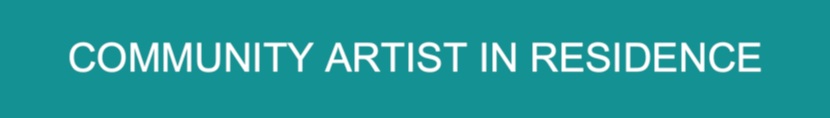 COMMUNITY ARTIST IN RESIDENCE